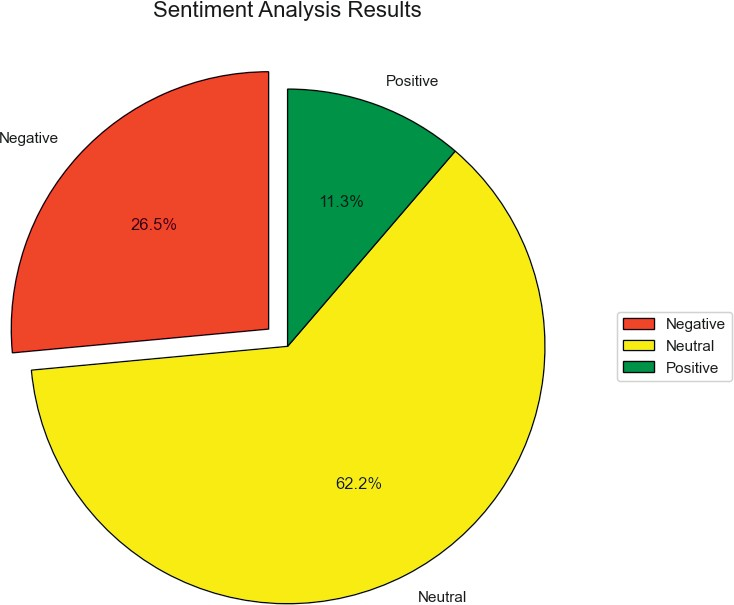 Sentiment Analysis Results
Positive
Negative
11.3%
26.5%
Negative
Neutral
Positive
62.2%
Neutral